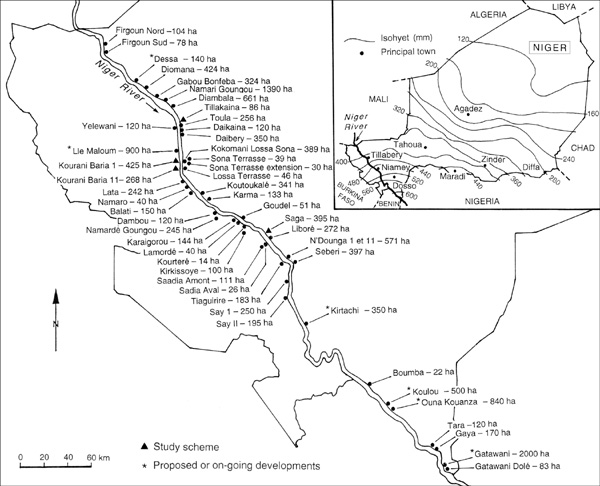 Firgoun Nord – 104 ha
Firgoun Sud – 78 ha
* Dessa – 140 ha
Diomana – 424 ha
Gabou Bonfeba – 324 ha
Namari Goungou – 1390 ha
Diambala – 661 ha
Tillakaina – 86 ha
Toula – 256 ha
Daikaina – 120 ha
Daibery – 350 ha
Kokomani Lossa Sona – 389 ha
Sona Terrasse – 39 ha
Sona Terrasse extension – 30 ha
Lossa Terrasse – 46 ha
Koutoukalé – 341 ha
Karma – 133 ha
Goudel – 51 ha
Saga – 395 ha
Liborè – 272 ha
N'Dounga 1 et 11 – 571 ha
Seberi – 397 ha
Niger River
Yelewani – 120 ha
* Lie Maloum – 900 ha
Kourani Baria 1 – 425 ha
Kourani Baria 11 – 268 ha
Lata – 242 ha
Namaro – 40 ha
Balati – 150 ha
Dambou – 120 ha
Namardé Goungou – 245 ha
Karaigorou – 144 ha
Lamordè – 40 ha
Kourterè – 14 ha
Kirkissoye – 100 ha
Saadia Amont – 111 ha
Sadia Aval – 26 ha
Tiaguirire – 183 ha
Say 1 – 250 ha
Say II – 195 ha
* Kirtachi – 350 ha
Boumba – 22 ha
* Koulou – 500 ha
* Ouna Kouanza – 840 ha
Tara – 120 ha
Gaya – 170 ha
* Gatawani – 2000 ha
Gatawani Dolè – 83 ha
N
0 20 40 60 km
▲ Study scheme
* Proposed or on-going developments
Isohyet (mm)
Principal town
ALGERIA
LIBYA
NIGER
MALI
CHAD
NIGERIA
BENIN
BURKINA
FASO
Niger
River
Agadez
Tahoua
Tillabery
Niamey
Dosso
Maradi
Zinder
Diffa
120
200
320
400
480
560
600
520
440
360
280
240
160